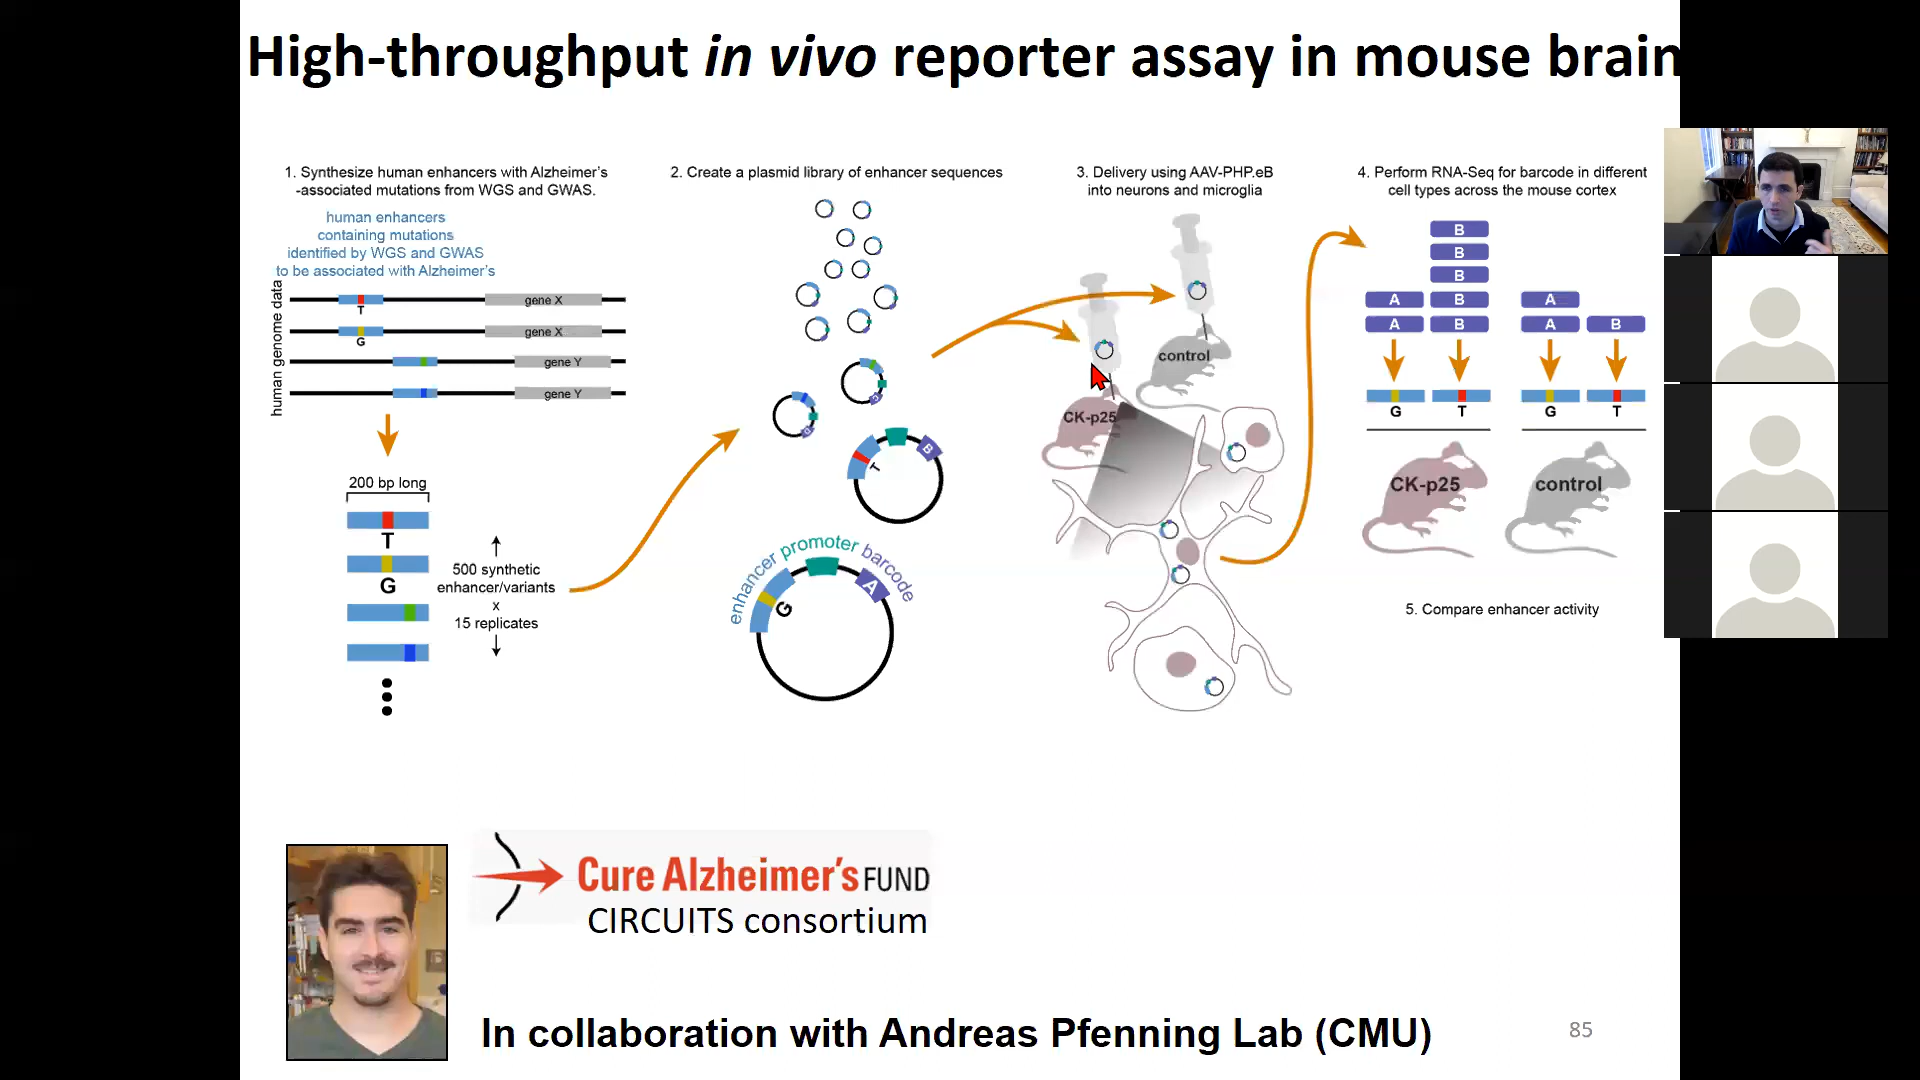 High-throughput in vivo reporter assay in mouse brain
1. Synthesize human enhancers with Alzheimer's
-associated mutations from WGS and GWAS.
human enhancers
containing mutations
identified by WGS and GWAS
to be associated with Alzheimer's
human genome data
T
gene X
G
gene X
gene Y
gene Y
200 bp long
T
G
500 synthetic
enhancer/variants
x
15 replicates
2. Create a plasmid library of enhancer sequences
T
B
enhancer promoter barcode
G
A
3. Delivery using AAV-PHP.eB
into neurons and microglia
control
CK-p25
4. Perform RNA-Seq for barcode in different
cell types across the mouse cortex
B
B
B
A B A
A B A B
G T G T
CK-p25 control
5. Compare enhancer activity
Cure Alzheimer's FUND
CIRCUITS consortium
In collaboration with Andreas Pfenning Lab (CMU)
85